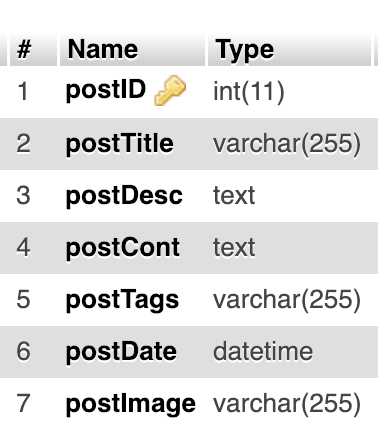 # Name Type
1 postID int(11)
2 postTitle varchar(255)
3 postDesc text
4 postCont text
5 postTags varchar(255)
6 postDate datetime
7 postImage varchar(255)